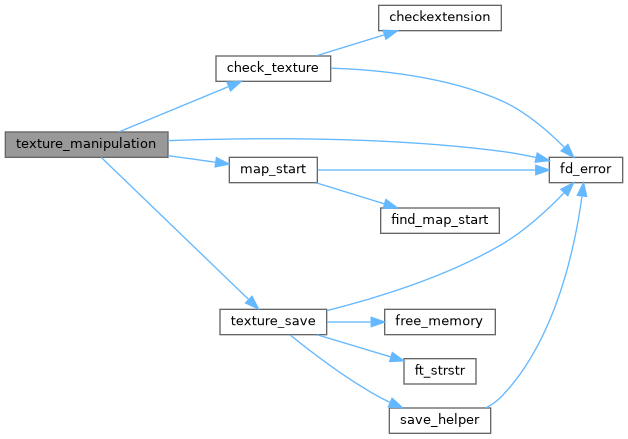 checkextension
check_texture
texture_manipulation
map_start
fd_error
find_map_start
texture_save
free_memory
ft_strstr
save_helper